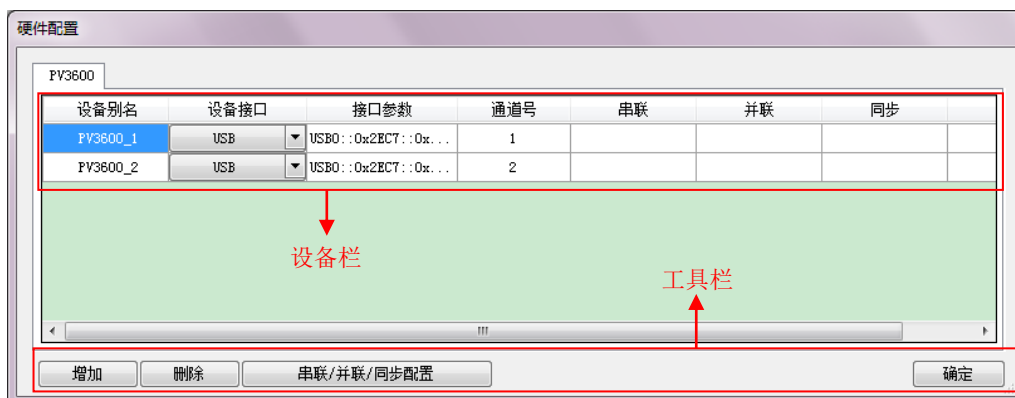 硬件配置
PV3600
设备别名 设备接口 接口参数 通道号 串联 并联 同步
PV3600_1 USB USB0::0x2EC7::0x... 1
PV3600_2 USB USB0::0x2EC7::0x... 2
设备栏
工具栏
增加 删除 串联/并联/同步配置 确定